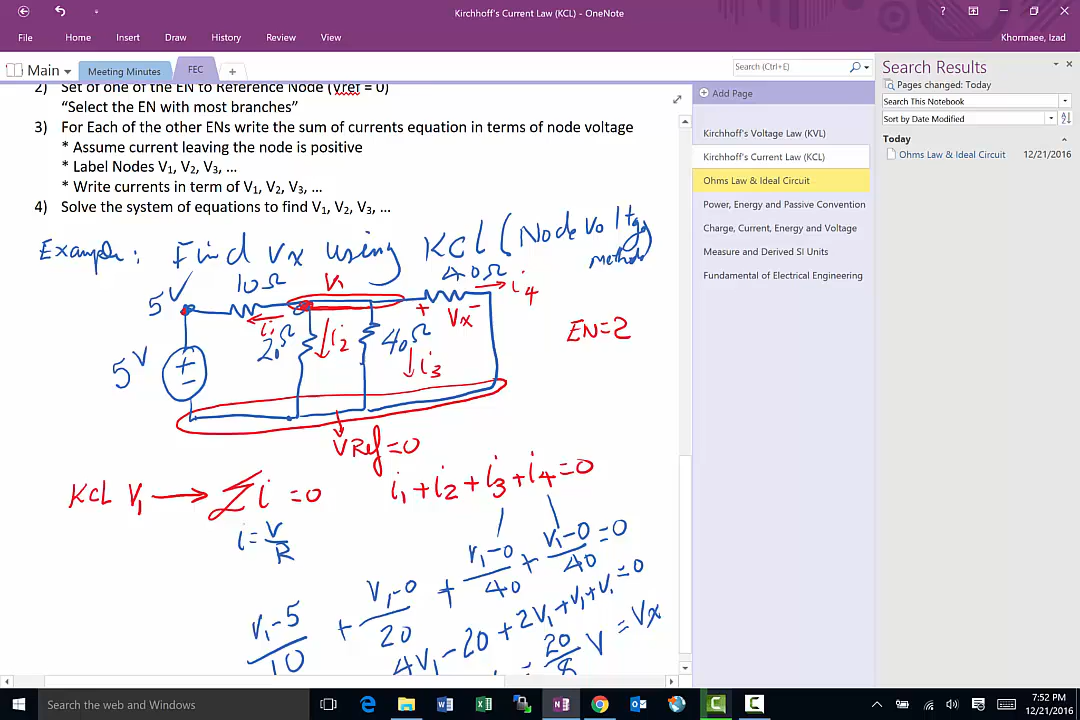 Kirchhoff's Current Law (KCL) - OneNote
?
File Home Insert Draw History Review View
Khormaee, Izad
Main Meeting Minutes FEC +
Search (Ctrl+E)
2) Set of one of the EN to Reference Node (Vref = 0)
"Select the EN with most branches"
3) For Each of the other ENs write the sum of currents equation in terms of node voltage
* Assume current leaving the node is positive
* Label Nodes V1, V2, V3, ...
* Write currents in term of V1, V2, V3, ...
4) Solve the system of equations to find V1, V2, V3, ...
Example: Find Vx using KCL (Node Voltage
method)
10Ω V1 40Ω i4
5V
+ Vx −
i1 20Ω i2 40Ω i3
EN=2
5V + −
VRef=0
KCL V1 → Σi =0 i1+i2+i3+i4=0
i=V/R
V1-5/10 + V1-0/20 + V1-0/40 + V1-0/40 =0
4V1-20+2V1+V1+V1=0
= 20/8 V = Vx
Add Page
Kirchhoff's Voltage Law (KVL)
Kirchhoff's Current Law (KCL)
Ohms Law & Ideal Circuit
Power, Energy and Passive Convention
Charge, Current, Energy and Voltage
Measure and Derived SI Units
Fundamental of Electrical Engineering
Search Results
Pages changed: Today
Search This Notebook
Sort by Date Modified
Today
Ohms Law & Ideal Circuit 12/21/2016
Search the web and Windows
7:52 PM
12/21/2016